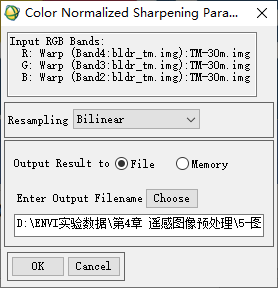 Color Normalized Sharpening Para...
Input RGB Bands:
R: Warp (Band4:bldr_tm.img):TM-30m.img
G: Warp (Band3:bldr_tm.img):TM-30m.img
B: Warp (Band2:bldr_tm.img):TM-30m.img
Resampling Bilinear
Output Result to File Memory
Enter Output Filename Choose
D:\ENVI实验数据\第4章 遥感图像预处理\5-图
OK Cancel